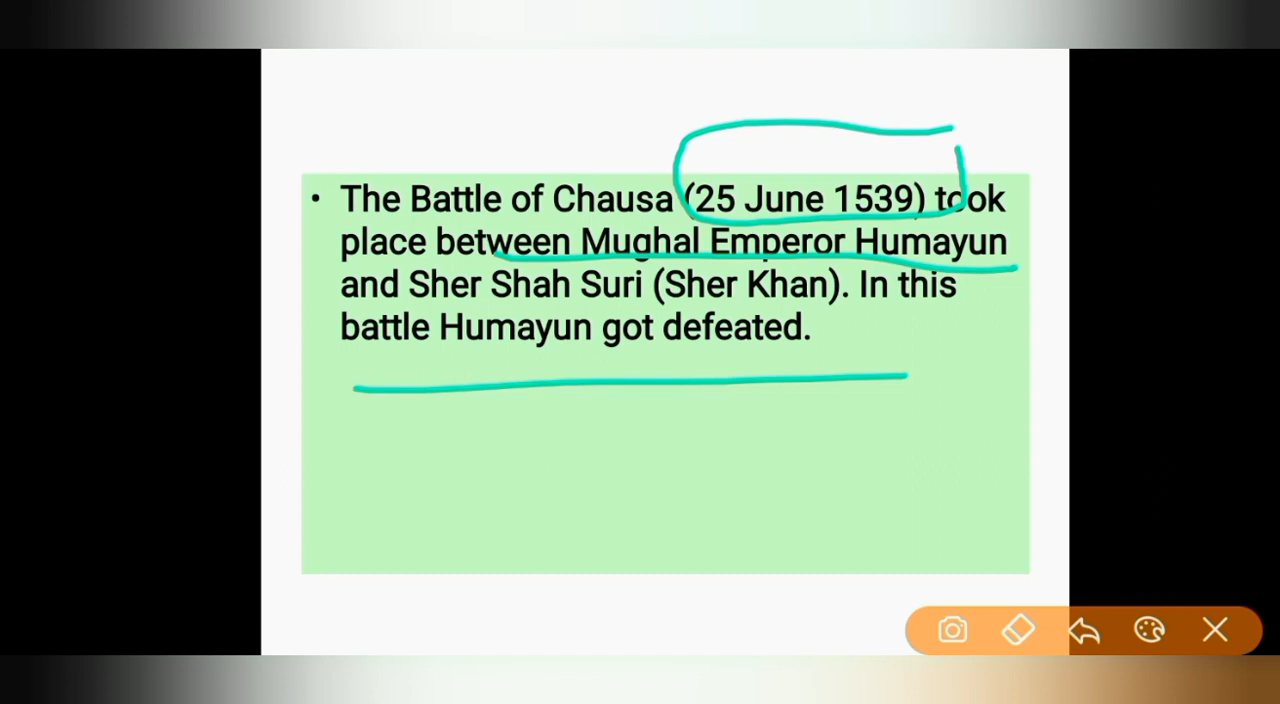 • The Battle of Chausa (25 June 1539) took
place between Mughal Emperor Humayun
and Sher Shah Suri (Sher Khan). In this
battle Humayun got defeated.